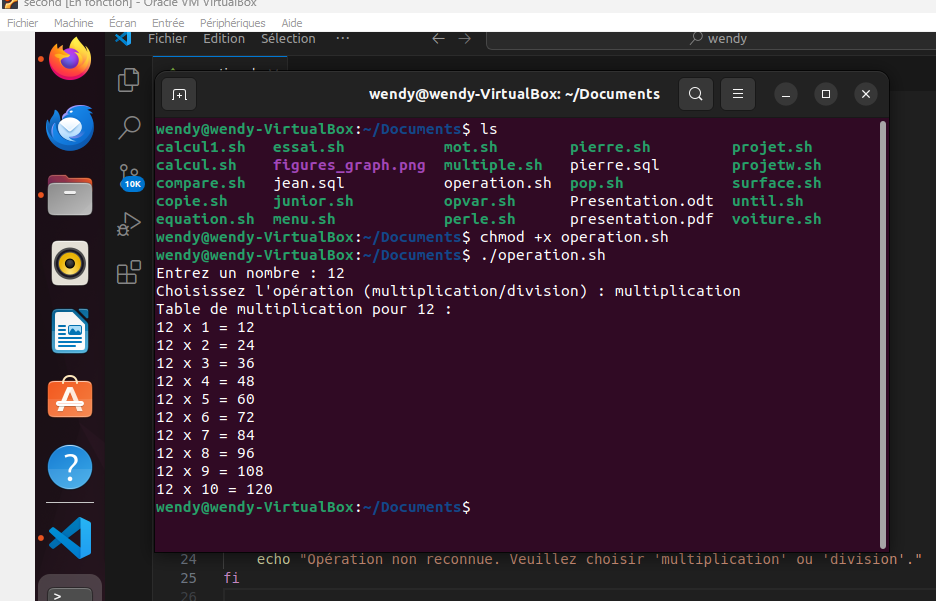 second [En fonction] - Oracle VM VirtualBox
Fichier Machine Écran Entrée Périphériques Aide
Fichier Edition Sélection ··· wendy
wendy@wendy-VirtualBox: ~/Documents
wendy@wendy-VirtualBox:~/Documents$ ls
calcul1.sh essai.sh mot.sh pierre.sh projet.sh
calcul.sh figures_graph.png multiple.sh pierre.sql projetw.sh
compare.sh jean.sql operation.sh pop.sh surface.sh
copie.sh junior.sh opvar.sh Presentation.odt until.sh
equation.sh menu.sh perle.sh presentation.pdf voiture.sh
wendy@wendy-VirtualBox:~/Documents$ chmod +x operation.sh
wendy@wendy-VirtualBox:~/Documents$ ./operation.sh
Entrez un nombre : 12
Choisissez l'opération (multiplication/division) : multiplication
Table de multiplication pour 12 :
12 x 1 = 12
12 x 2 = 24
12 x 3 = 36
12 x 4 = 48
12 x 5 = 60
12 x 6 = 72
12 x 7 = 84
12 x 8 = 96
12 x 9 = 108
12 x 10 = 120
wendy@wendy-VirtualBox:~/Documents$
10K
24 echo "Opération non reconnue. Veuillez choisir 'multiplication' ou 'division'."
25 fi
26